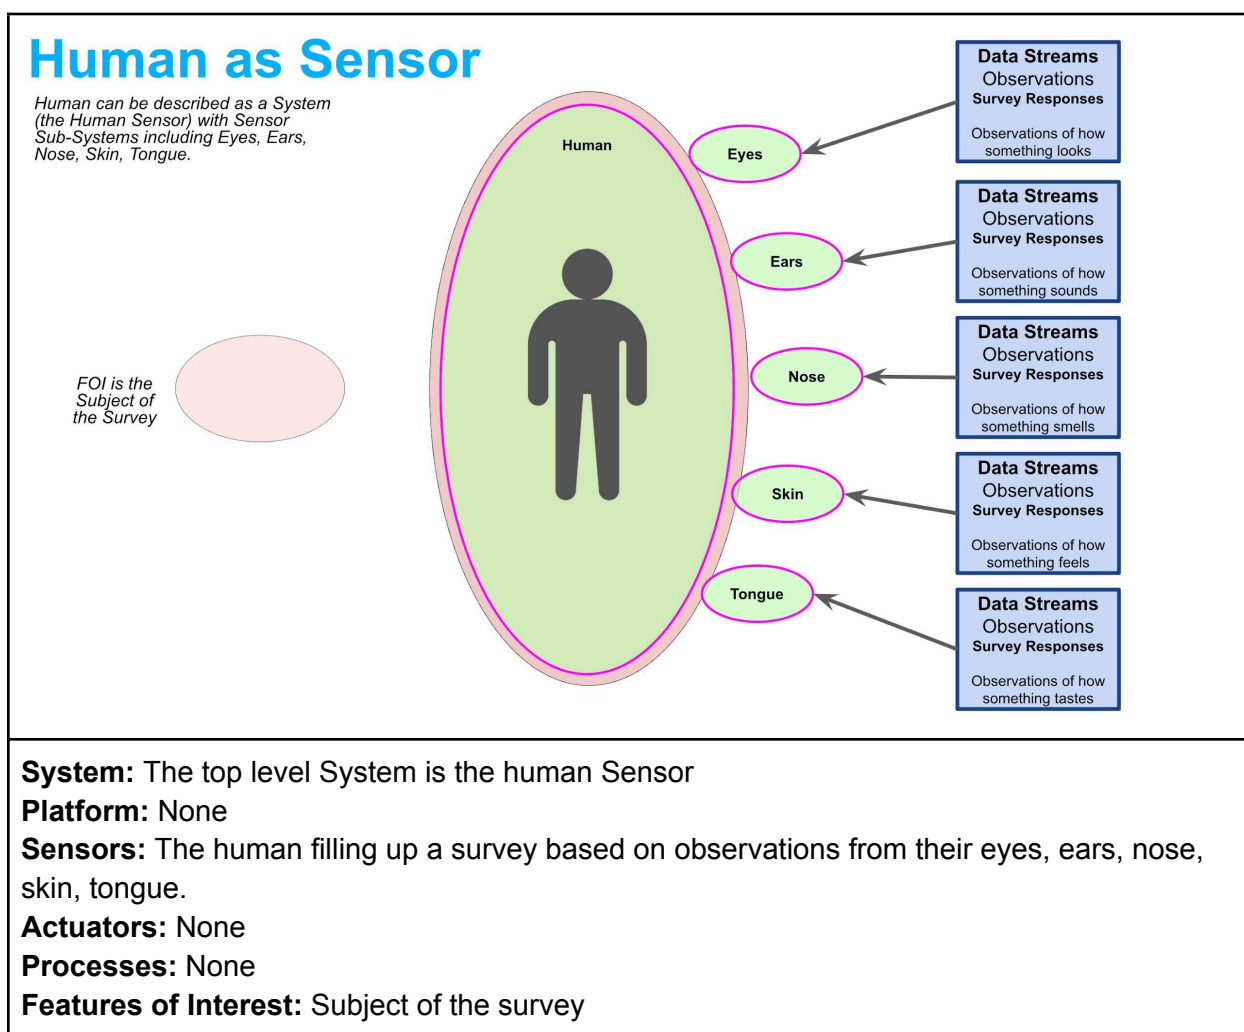 Human as Sensor
Human can be described as a System
(the Human Sensor) with Sensor
Sub-Systems including Eyes, Ears,
Nose, Skin, Tongue.
FOI is the
Subject of
the Survey
Human
Eyes
Ears
Nose
Skin
Tongue
Data Streams
Observations
Survey Responses
Observations of how
something looks
Data Streams
Observations
Survey Responses
Observations of how
something sounds
Data Streams
Observations
Survey Responses
Observations of how
something smells
Data Streams
Observations
Survey Responses
Observations of how
something feels
Data Streams
Observations
Survey Responses
Observations of how
something tastes
System: The top level System is the human Sensor
Platform: None
Sensors: The human filling up a survey based on observations from their eyes, ears, nose,
skin, tongue.
Actuators: None
Processes: None
Features of Interest: Subject of the survey